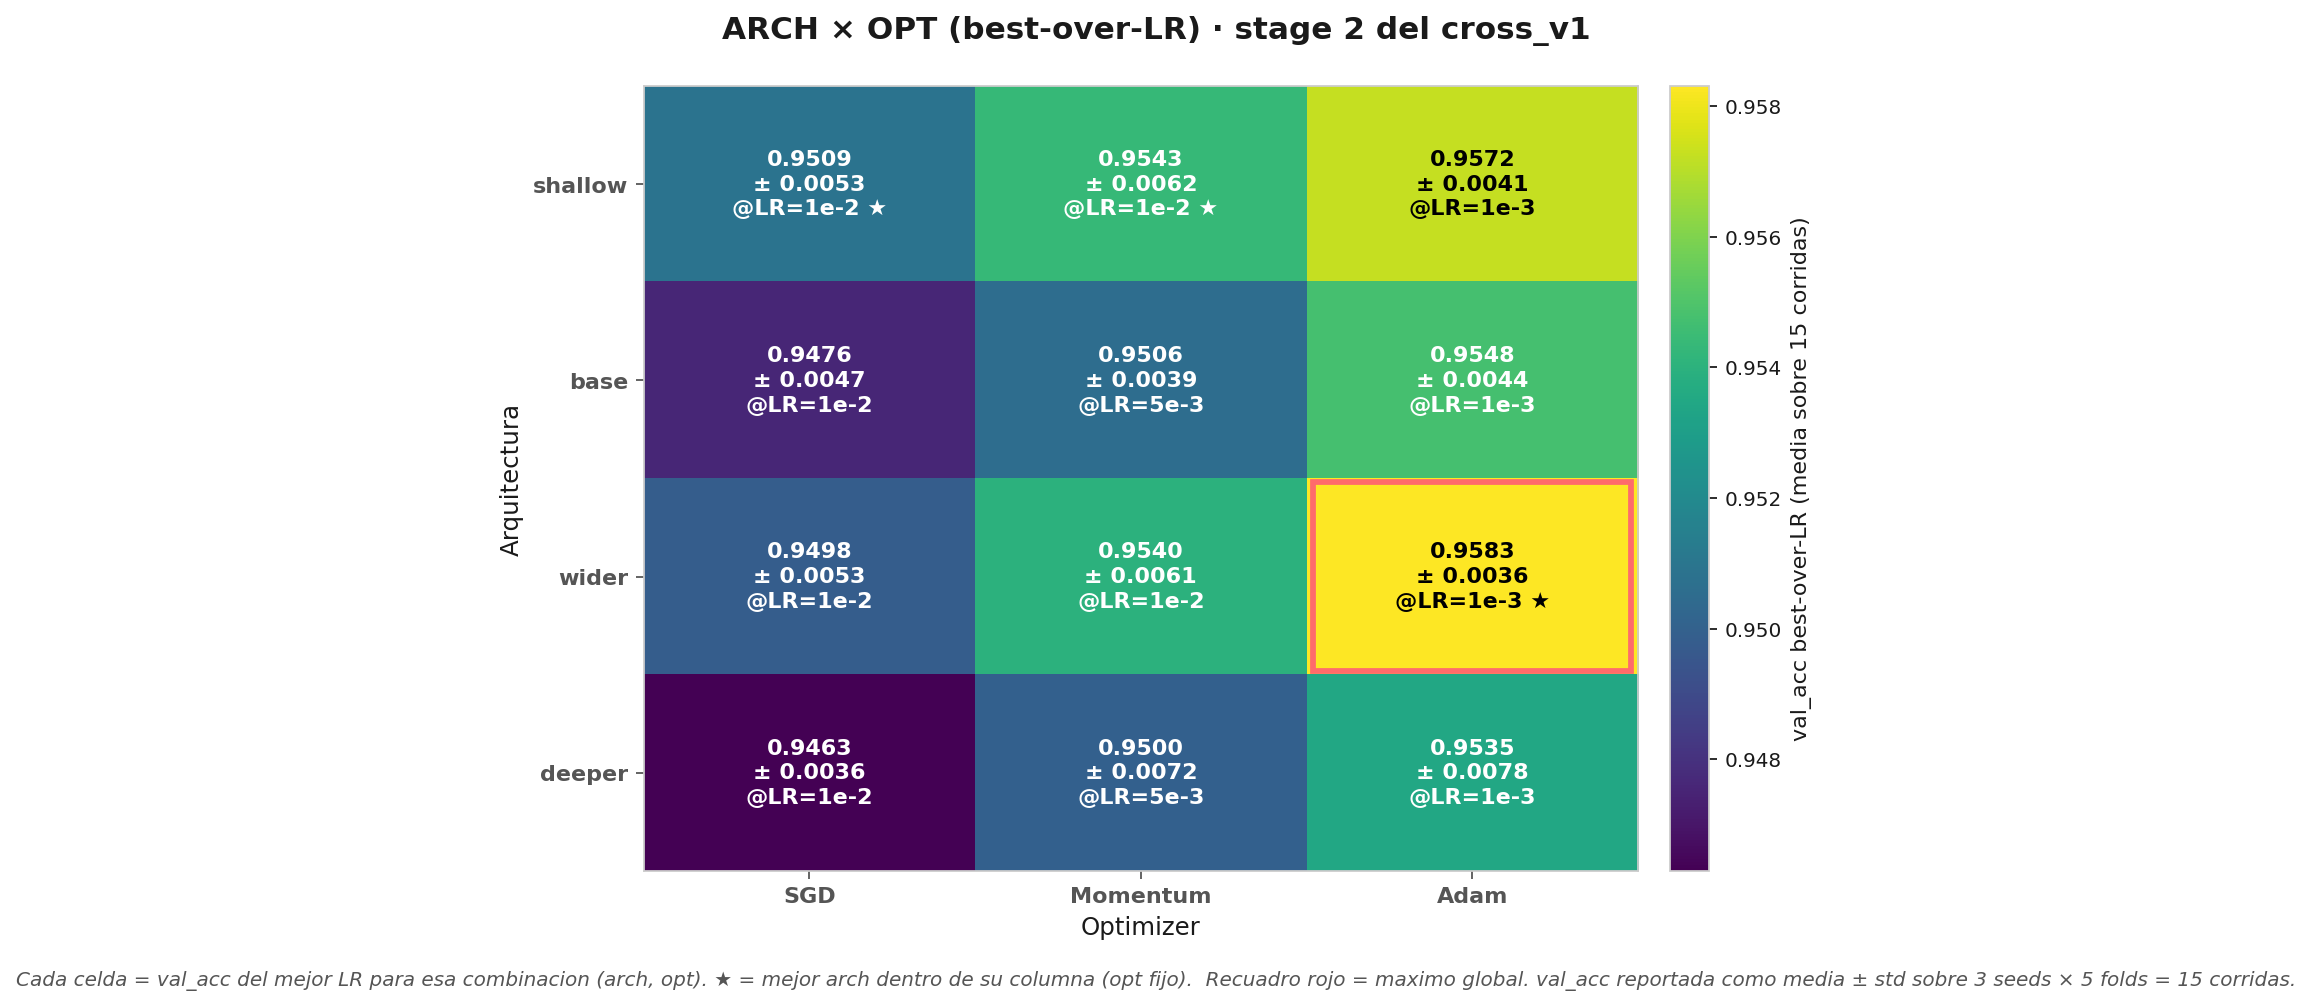 ARCH × OPT (best-over-LR) · stage 2 del cross_v1
Arquitectura
shallow
base
wider
deeper
0.9509
± 0.0053
@LR=1e-2 ★
0.9543
± 0.0062
@LR=1e-2 ★
0.9572
± 0.0041
@LR=1e-3
0.9476
± 0.0047
@LR=1e-2
0.9506
± 0.0039
@LR=5e-3
0.9548
± 0.0044
@LR=1e-3
0.9498
± 0.0053
@LR=1e-2
0.9540
± 0.0061
@LR=1e-2
0.9583
± 0.0036
@LR=1e-3 ★
0.9463
± 0.0036
@LR=1e-2
0.9500
± 0.0072
@LR=5e-3
0.9535
± 0.0078
@LR=1e-3
SGD
Momentum
Adam
Optimizer
0.958
0.956
0.954
0.952
0.950
0.948
val_acc best-over-LR (media sobre 15 corridas)
Cada celda = val_acc del mejor LR para esa combinacion (arch, opt). ★ = mejor arch dentro de su columna (opt fijo).  Recuadro rojo = maximo global. val_acc reportada como media ± std sobre 3 seeds × 5 folds = 15 corridas.